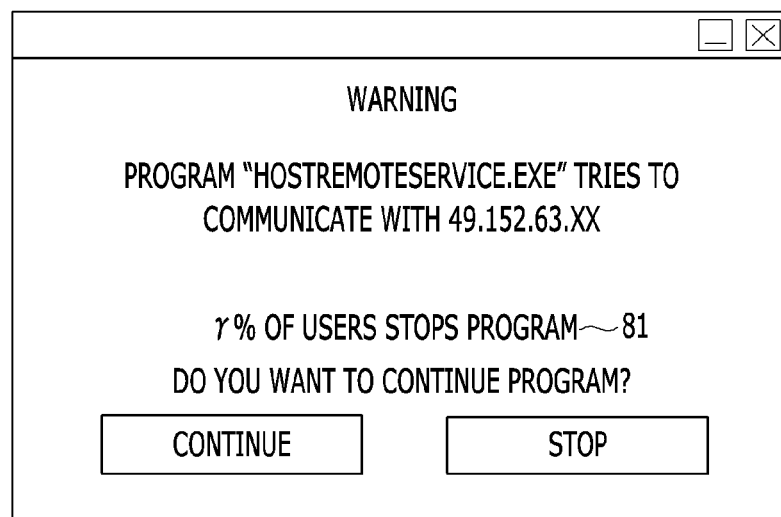 WARNING
PROGRAM “HOSTREMOTESERVICE.EXE” TRIES TO
COMMUNICATE WITH 49.152.63.XX
γ% OF USERS STOPS PROGRAM 81
DO YOU WANT TO CONTINUE PROGRAM?
CONTINUE STOP